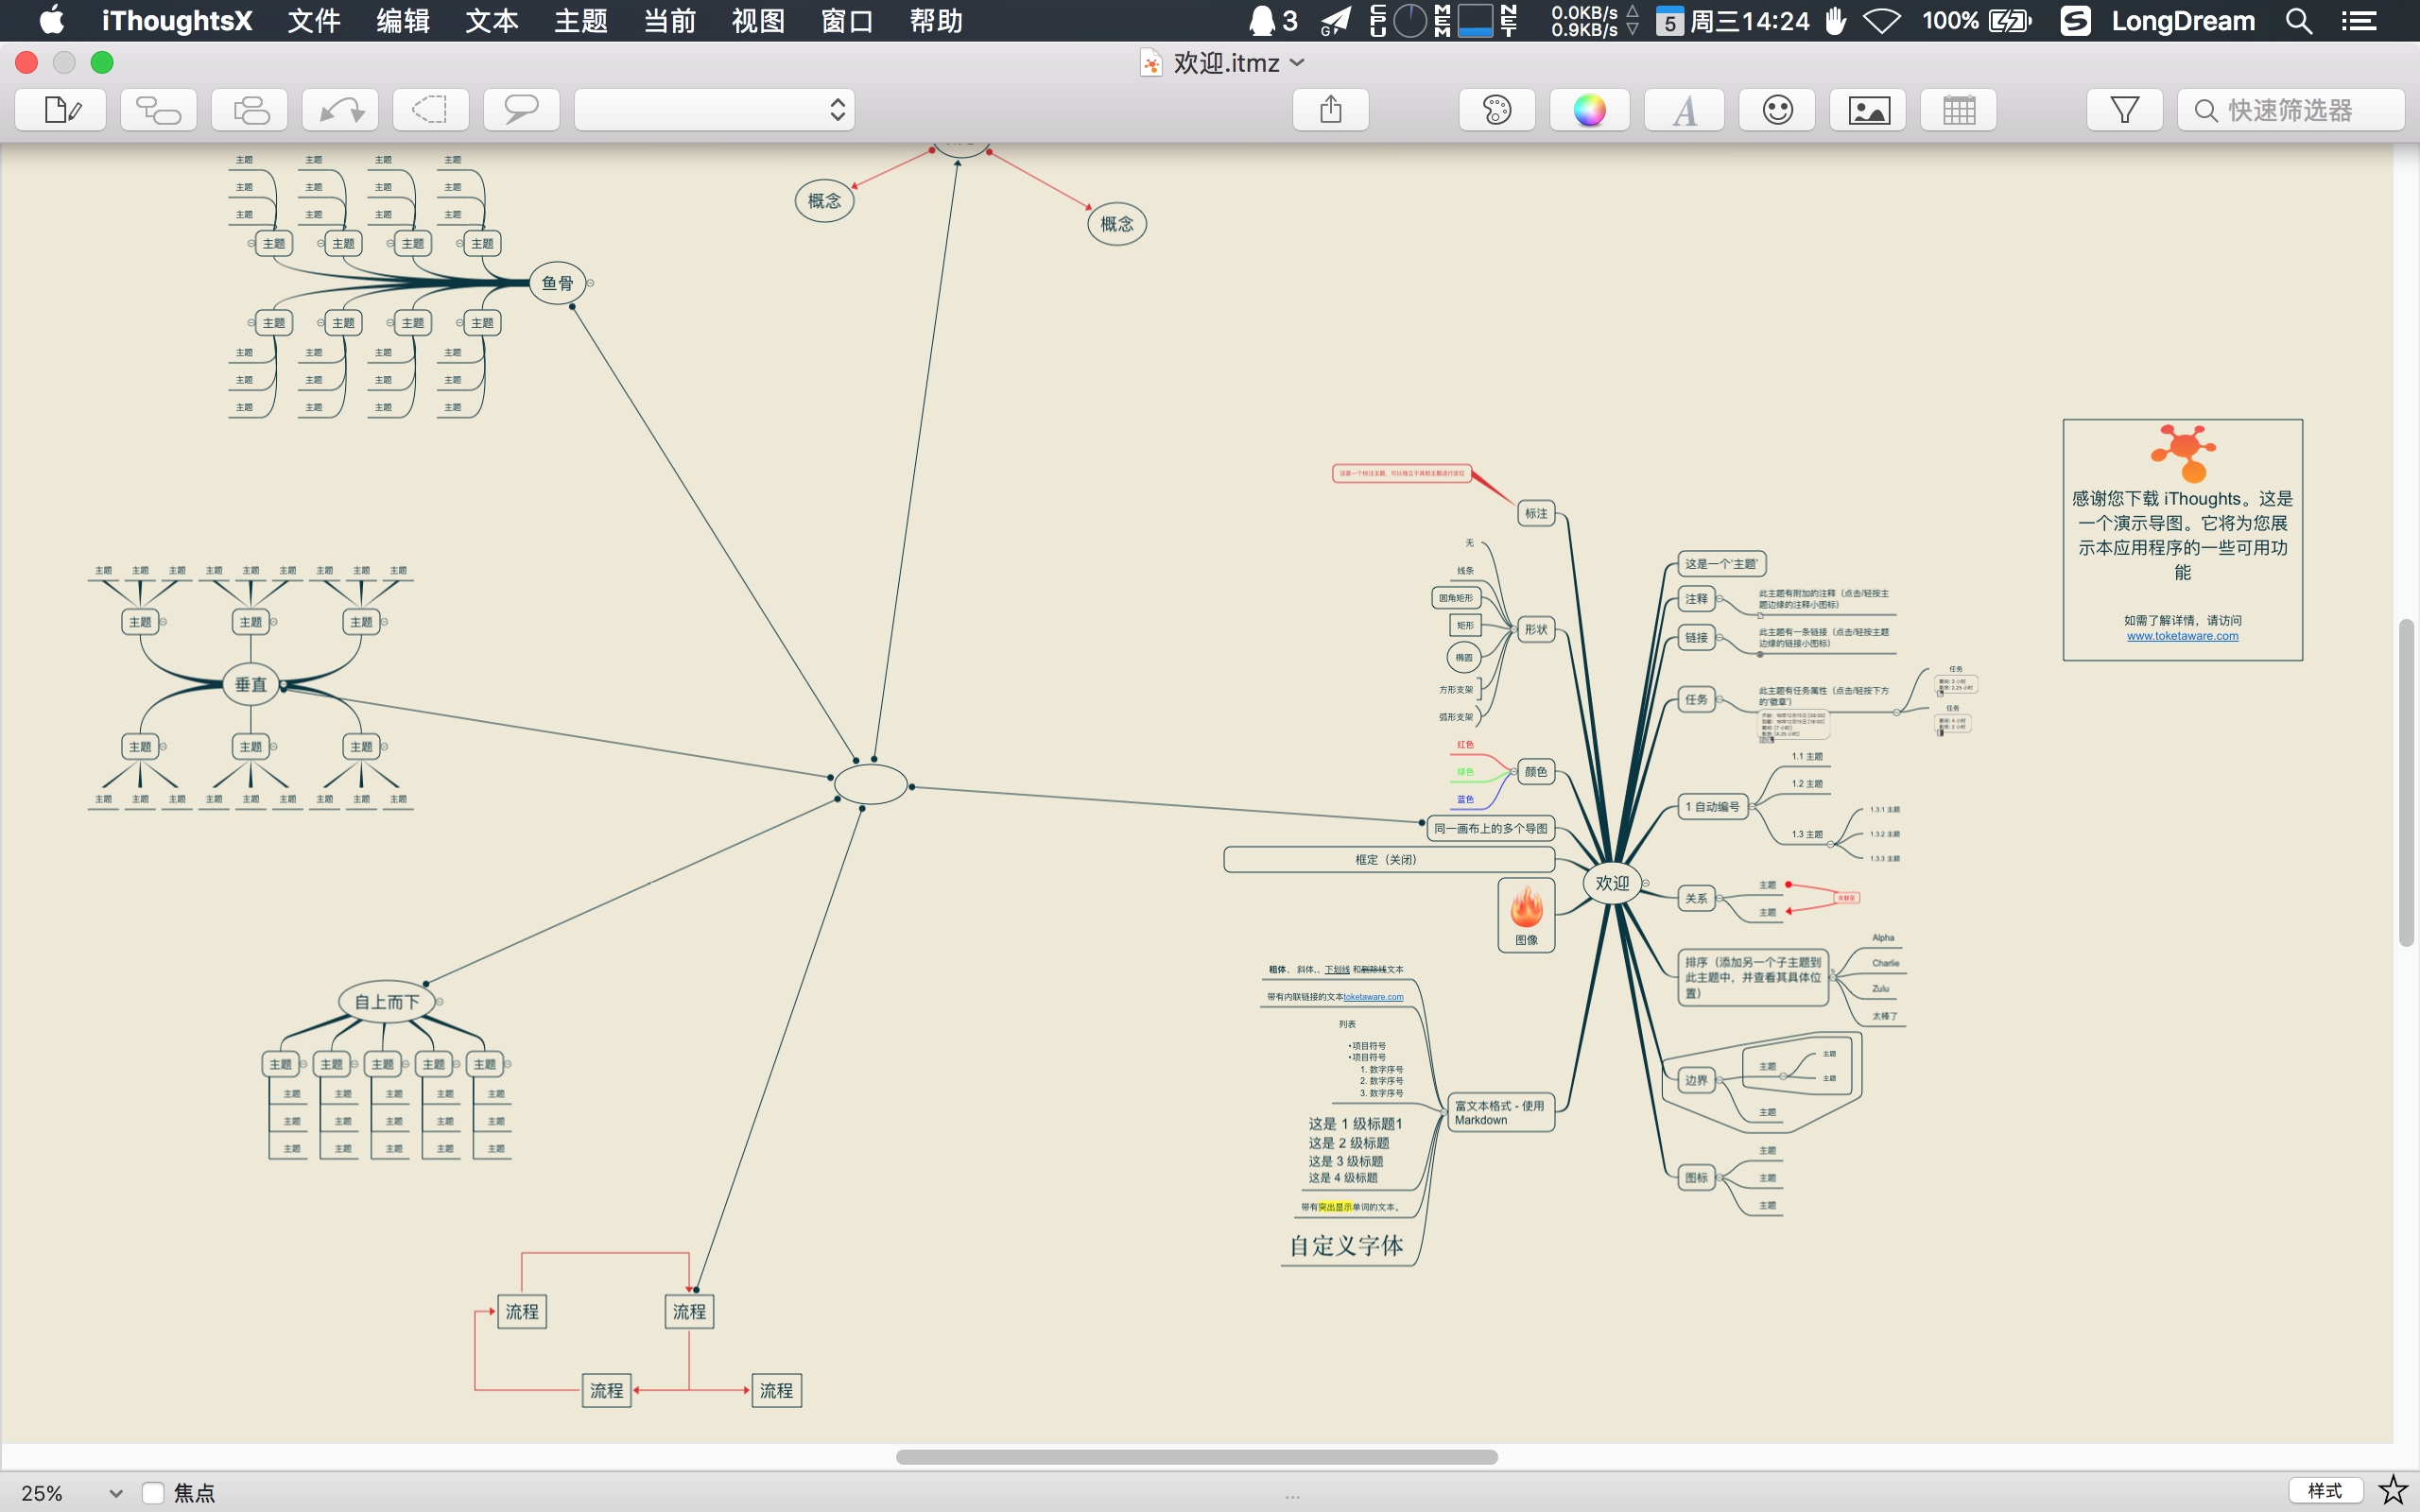 iThoughtsX 文件 编辑 文本 主题 当前 视图 窗口 帮助
3 CPU MEM NET 0.0KB/s 0.9KB/s 5 周三14:24 100% LongDream
欢迎.itmz
快速筛选器
主题 主题 主题 主题
主题 主题 主题 主题
主题 主题 主题 主题
主题 主题 主题 主题
鱼骨
主题 主题 主题 主题
主题 主题 主题 主题
主题 主题 主题 主题
主题 主题 主题 主题
概念
概念
主题 主题 主题 主题 主题 主题 主题 主题 主题
主题 主题 主题
垂直
主题 主题 主题
主题 主题 主题 主题 主题 主题 主题 主题 主题
自上而下
主题 主题 主题 主题 主题
主题 主题 主题 主题 主题
主题 主题 主题 主题 主题
主题 主题 主题 主题 主题
流程 流程
流程 流程
这是一个标注主题，可以独立于其他主题进行定位
标注
无
线条
圆角矩形
矩形
椭圆
方形支架
弧形支架
形状
红色
绿色
蓝色
颜色
同一画布上的多个导图
框定（关闭）
图像
欢迎
粗体、 斜体、, 下划线 和删除线文本
带有内联链接的文本toketaware.com
列表
•项目符号
•项目符号
1. 数字序号
2. 数字序号
3. 数字序号
这是 1 级标题1
这是 2 级标题
这是 3 级标题
这是 4 级标题
带有突出显示单词的文本。
自定义字体
富文本格式 - 使用
Markdown
这是一个‘主题’
注释
此主题有附加的注释（点击/轻按主
题边缘的注释小图标）
链接
此主题有一条链接（点击/轻按主题
边缘的链接小图标）
任务
此主题有任务属性（点击/轻按下方
的‘徽章’）
任务
任务
1 自动编号
1.1 主题
1.2 主题
1.3 主题
1.3.1 主题
1.3.2 主题
1.3.3 主题
关系
主题
主题
关联至
排序（添加另一个子主题到
此主题中，并查看其具体位
置）
Alpha
Charlie
Zulu
太棒了
边界
主题
主题
主题
主题
图标
主题
主题
主题
感谢您下载 iThoughts。这是
一个演示导图。它将为您展
示本应用程序的一些可用功
能
如需了解详情，请访问
www.toketaware.com
25% 焦点
样式